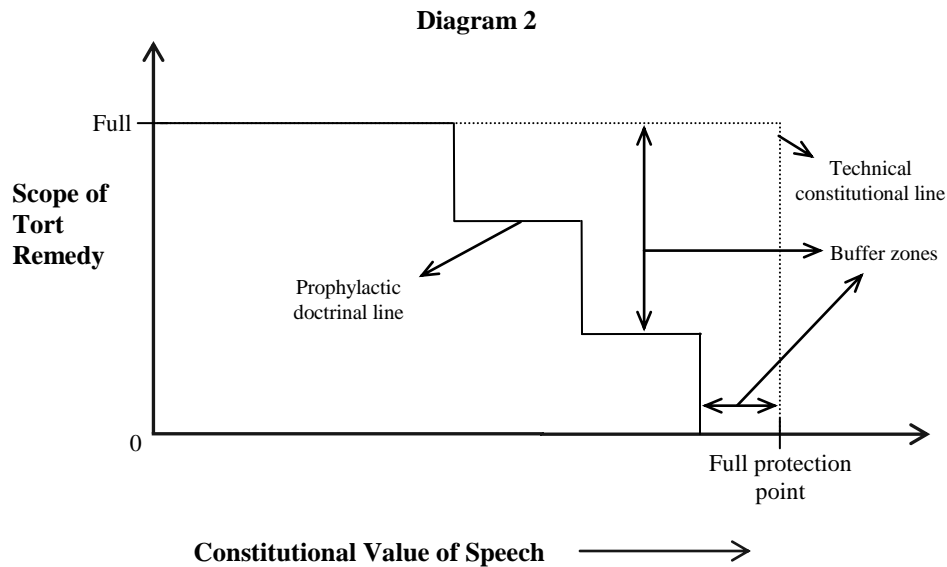 Diagram 2
Full
Scope of
Tort
Remedy
Technical
constitutional line
Buffer zones
Prophylactic
doctrinal line
0
Full protection
point
Constitutional Value of Speech